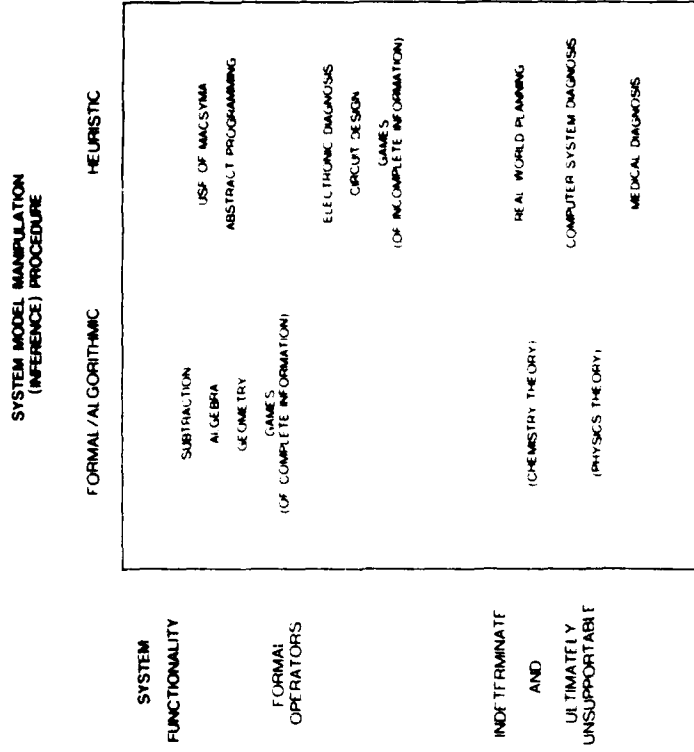 SYSTEM MODEL MANIPULATION
(INFERENCE) PROCEDURE
FORMAL/ALGORITHMIC
HEURISTIC
SYSTEM
FUNCTIONALITY
FORMAL
OPERATORS
SUBTRACTION
ALGEBRA
GEOMETRY
GAMES
(OF COMPLETE INFORMATION)
USE OF MACSYMA
ABSTRACT PROGRAMMING
ELECTRONIC DIAGNOSIS
CIRCUIT DESIGN
GAMES
(OF INCOMPLETE INFORMATION)
INDETERMINATE
AND
ULTIMATELY
UNSUPPORTABLE
(CHEMISTRY THEORY)
(PHYSICS THEORY)
REAL WORLD PLANNING
COMPUTER SYSTEM DIAGNOSIS
MEDICAL DIAGNOSIS